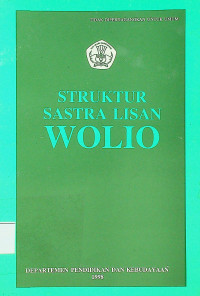 STRUKTUR
SASTRA LISAN
WOLIO
DEPARTEMEN PENDIDIKAN DAN KEBUDAYAAN